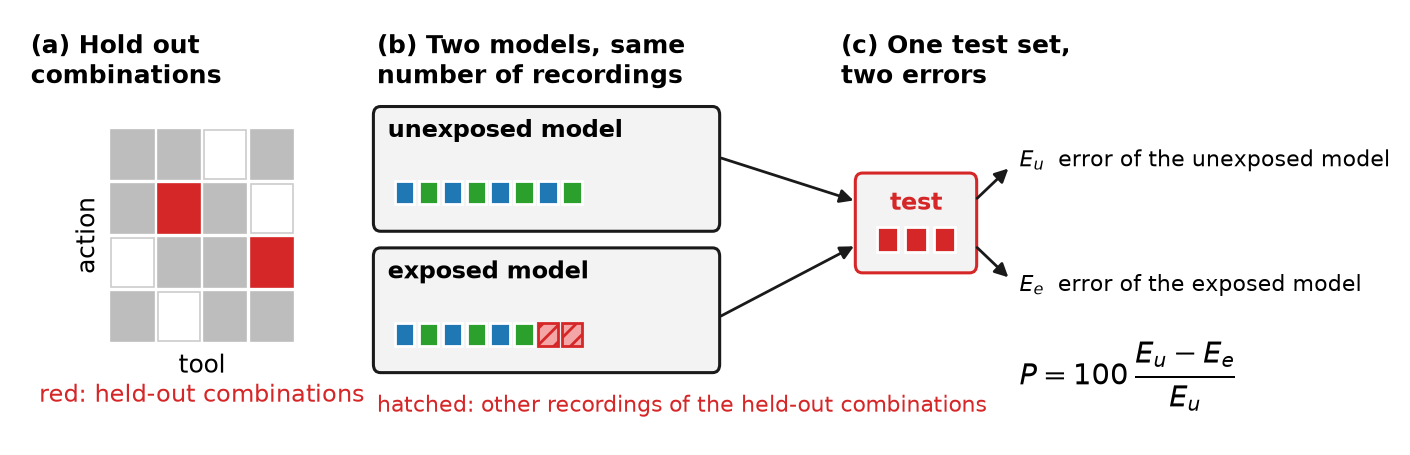 (a) Hold out
combinations
action
tool
red: held-out combinations
(b) Two models, same
number of recordings
unexposed model
exposed model
hatched: other recordings of the held-out combinations
(c) One test set,
two errors
test
E_u error of the unexposed model
E_e error of the exposed model
P = 100 (E_u − E_e) / E_u